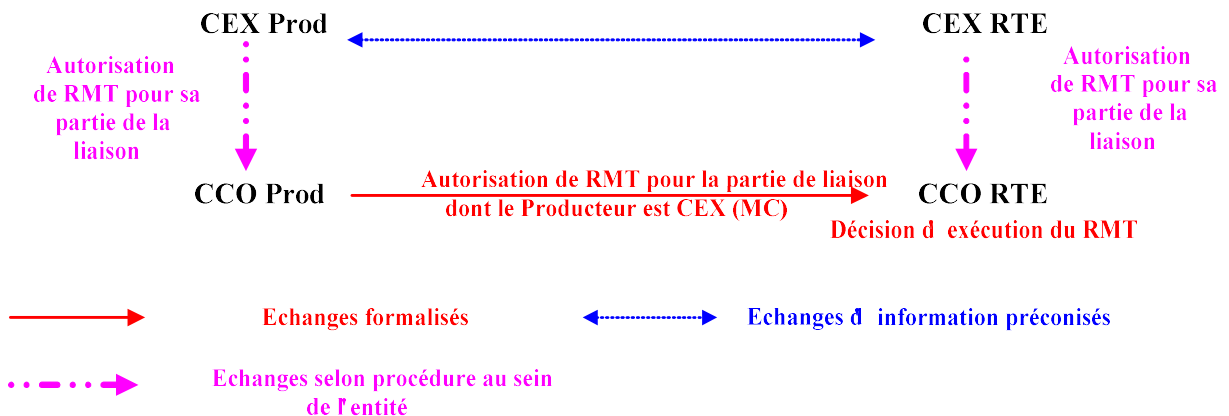 CEX Prod
CEX RTE
Autorisation
de RMT pour sa
partie de la
liaison
Autorisation
de RMT pour sa
partie de la
liaison
CCO Prod
Autorisation de RMT pour la partie de liaison
dont le Producteur est CEX (MC)
CCO RTE
Décision d' exécution du RMT
Echanges formalisés
Echanges d' information préconisés
Echanges selon procédure au sein
de l'entité